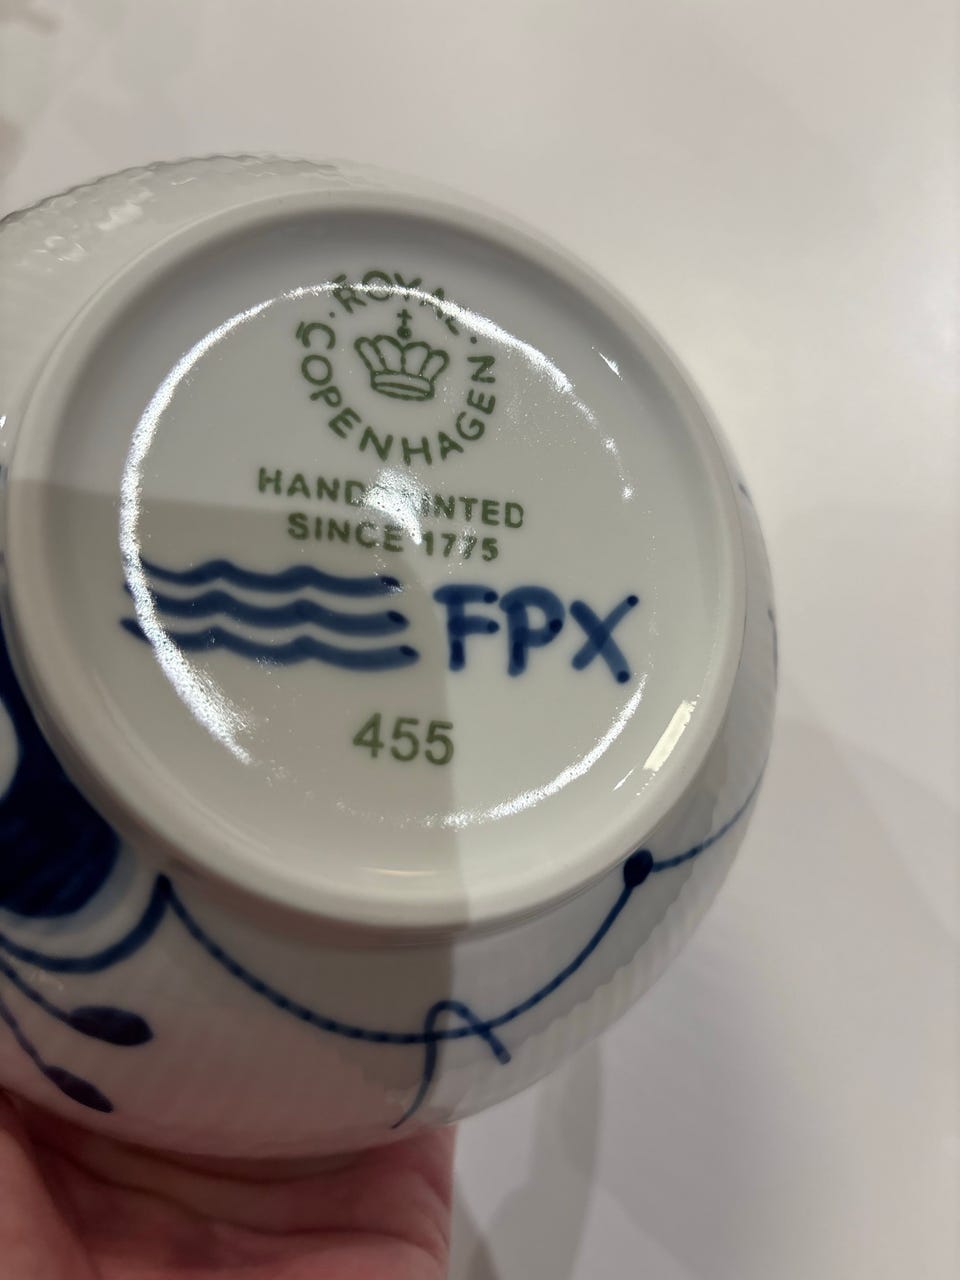 ROYAL
COPENHAGEN
HAND PAINTED
SINCE 1775
FPX
455